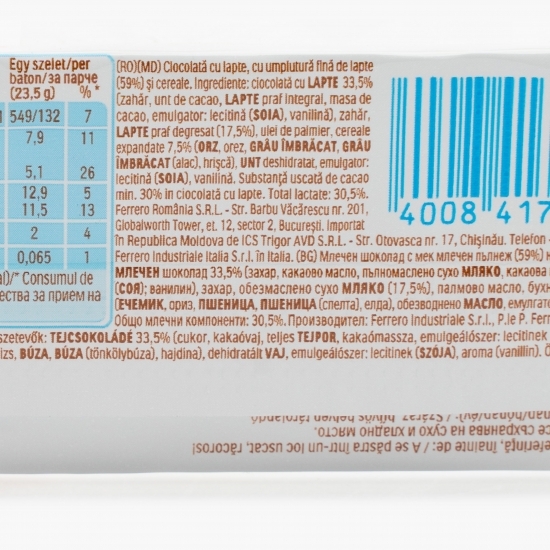 Egy szelet/per
baton/за парче
(23,5 g) % *
549/132 7
7,9 11
5,1 26
12,9 5
11,5 13
2 4
0,065 1
Consumul de
ества за прием на
(RO)(MD) Ciocolată cu lapte, cu umplutură fină de lapte
(59%) și cereale. Ingrediente: ciocolată cu LAPTE 33,5%
(zahăr, unt de cacao, LAPTE praf integral, masa de
cacao, emulgator: lecitină (SOIA), vanilină), zahăr,
LAPTE praf degresat (17,5%), ulei de palmier, cereale
expandate 7,5% (ORZ, orez, GRÂU ÎMBRĂCAT, GRÂU
ÎMBRĂCAT (alac), hrișcă), UNT deshidratat, emulgator:
lecitină (SOIA), vanilină. Substanță uscată de cacao
min. 30% în ciocolată cu lapte. Total lactate: 30,5%.
Ferrero România S.R.L. - Str. Barbu Văcărescu nr. 201,
Globalworth Tower, et. 12, sector 2, București. Importat
în Republica Moldova de ICS Trigor AVD S.R.L. - Str. Otovasca nr. 17, Chișinău. Telefon
Ferrero Industriale Italia S.r.l. în Italia. (BG) Млечен шоколад с мек млечен пълнеж (59%)
МЛЕЧЕН шоколад 33,5% (захар, какаово масло, пълномаслено сухо МЛЯКО, какаова
(СОЯ); ванилин), захар, обезмаслено сухо МЛЯКО (17,5%), палмово масло,
(ЕЧЕМИК, ориз, ПШЕНИЦА, ПШЕНИЦА (спелта), елда), обезводнено МАСЛО,
Общо млечни компоненти: 30,5%. Производител: Ferrero Industriale S.r.l., P.le P. Ferr
szetevők: TEJCSOKOLÁDÉ 33,5% (cukor, kakaóvaj, teljes TEJPOR, kakaómassza, emulgeálószer: lecitinek
izs, BÚZA, BÚZA (tönkölybúza), hajdina), dehidratált VAJ, emulgeálószer: lecitinek (SZÓJA), aroma (vanillin).
4008 417
eferință, înainte de: / A se păstra într-un loc uscat, răcoros!
се съхранява на сухо и хладно място.